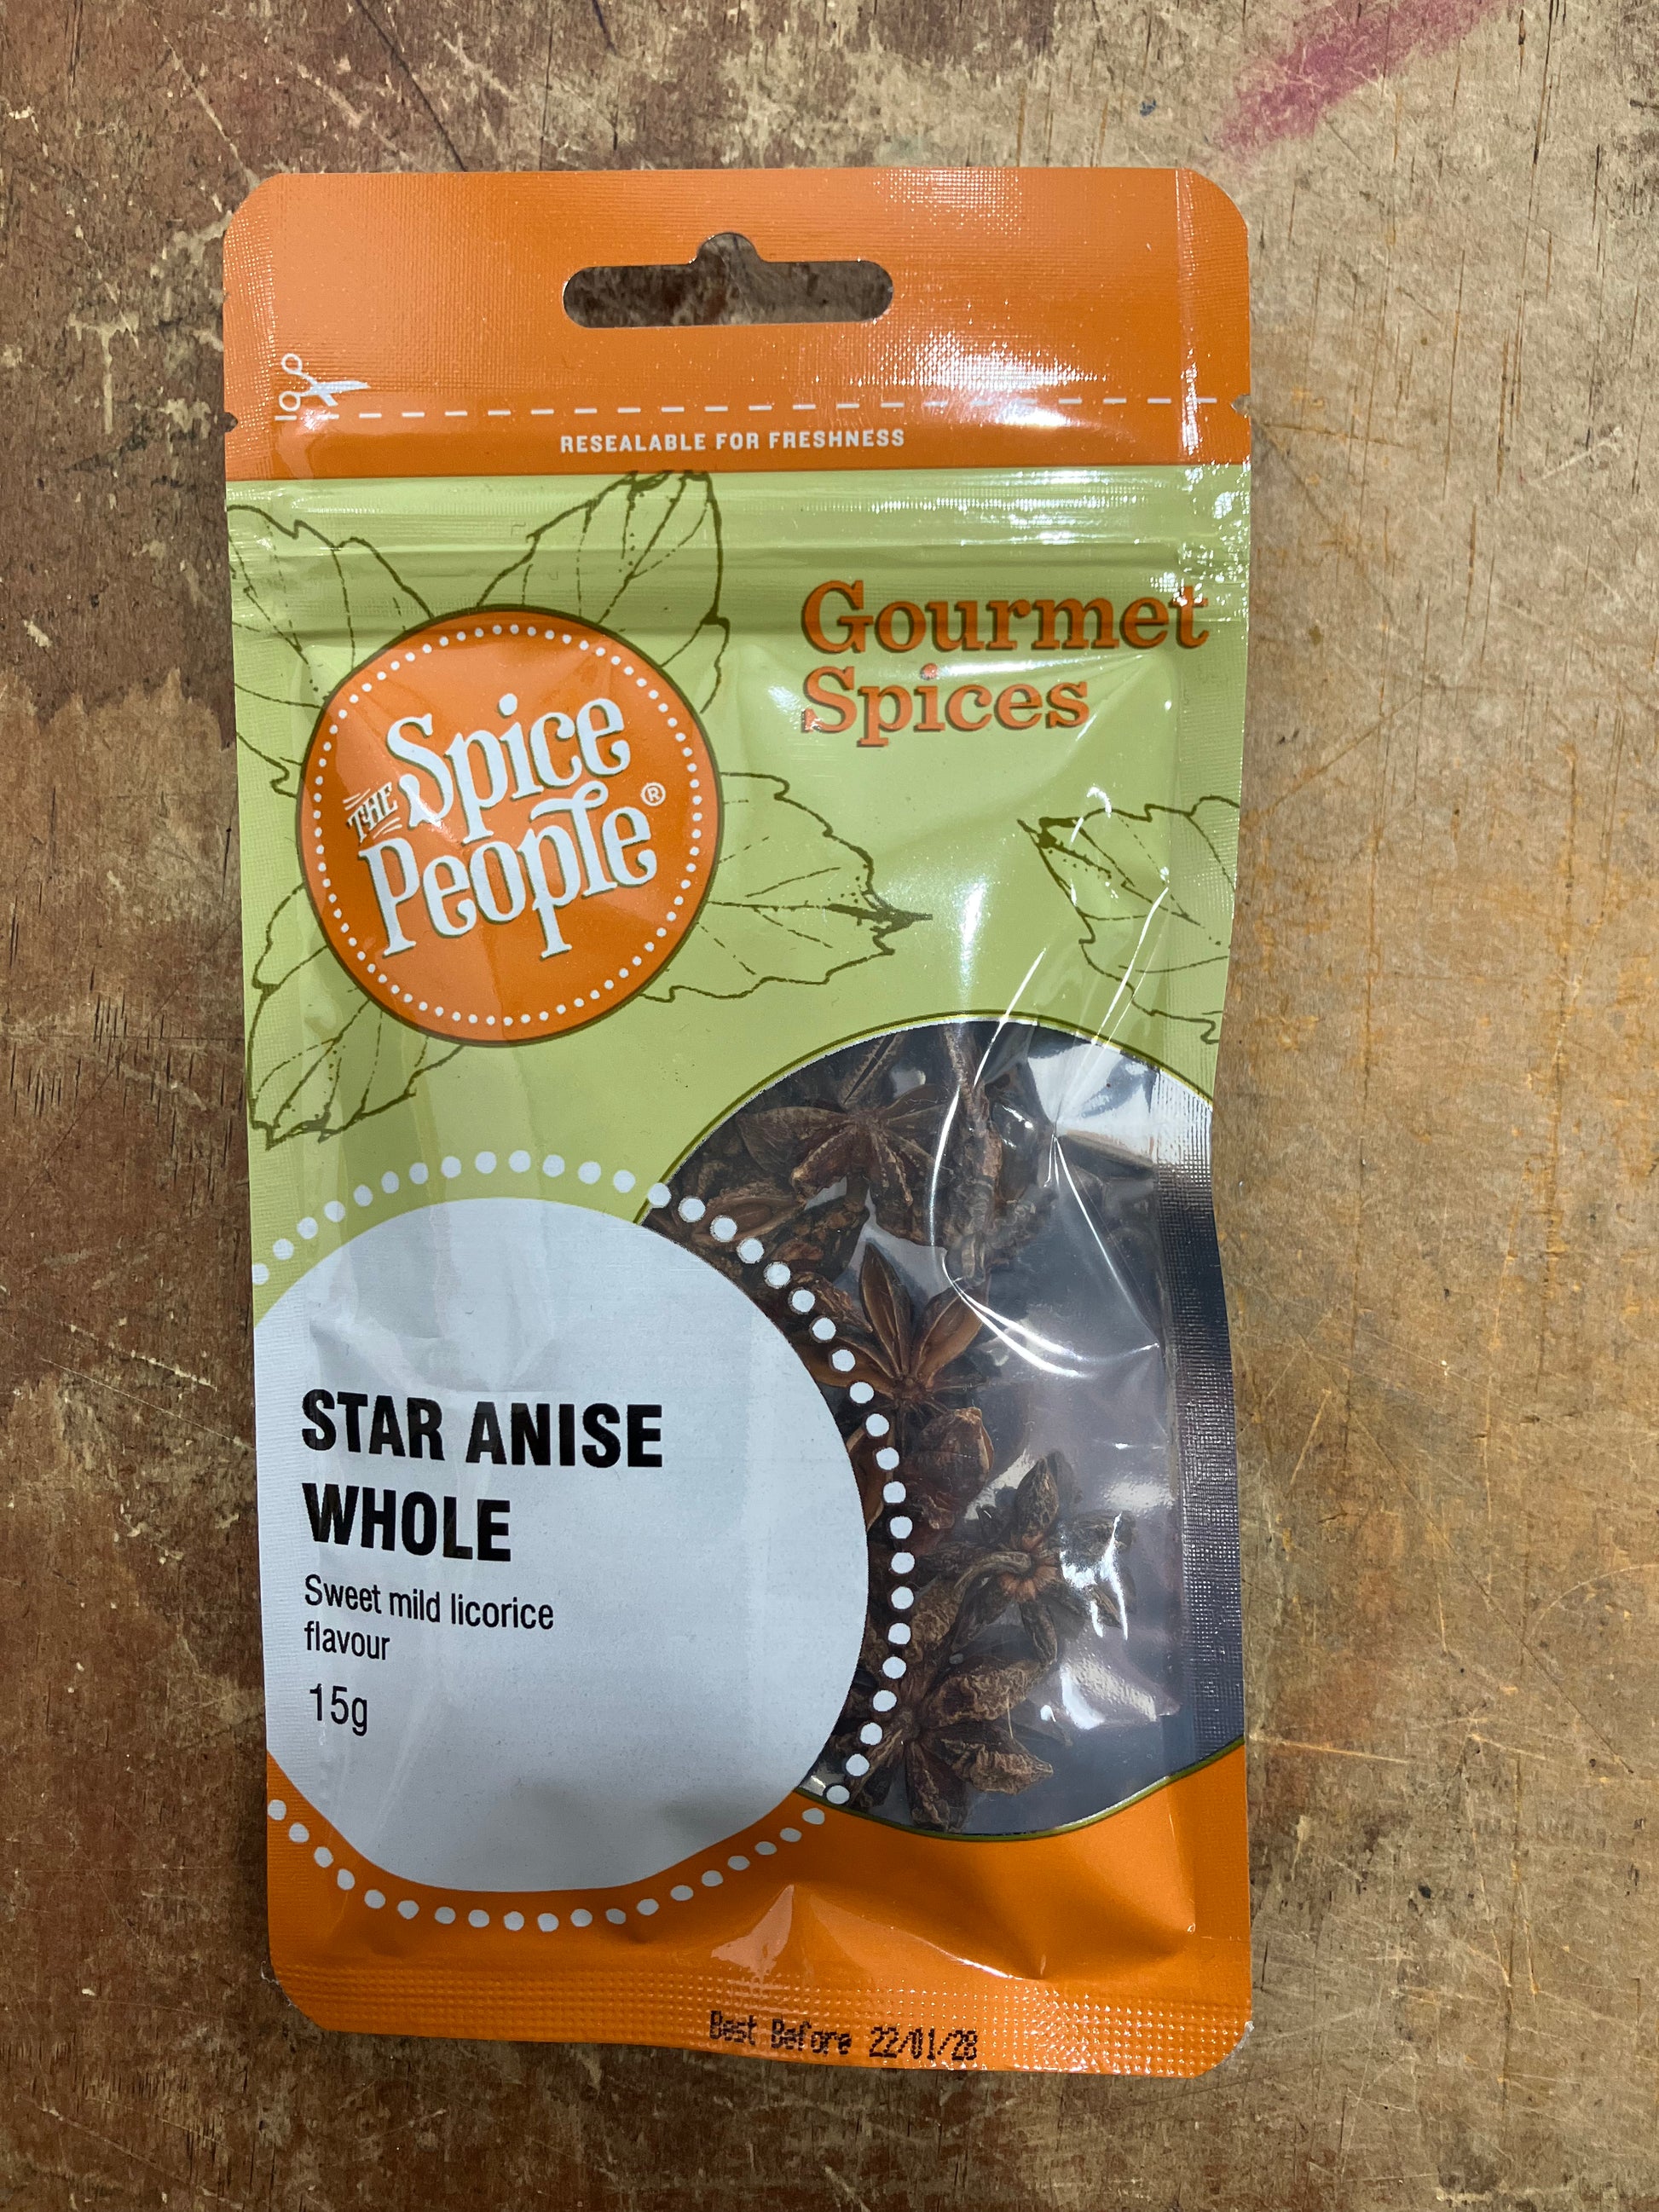 RESEALABLE FOR FRESHNESS
Gourmet
Spices
THE Spice
People®
STAR ANISE
WHOLE
Sweet mild licorice
flavour
15g
Best Before 22/01/28